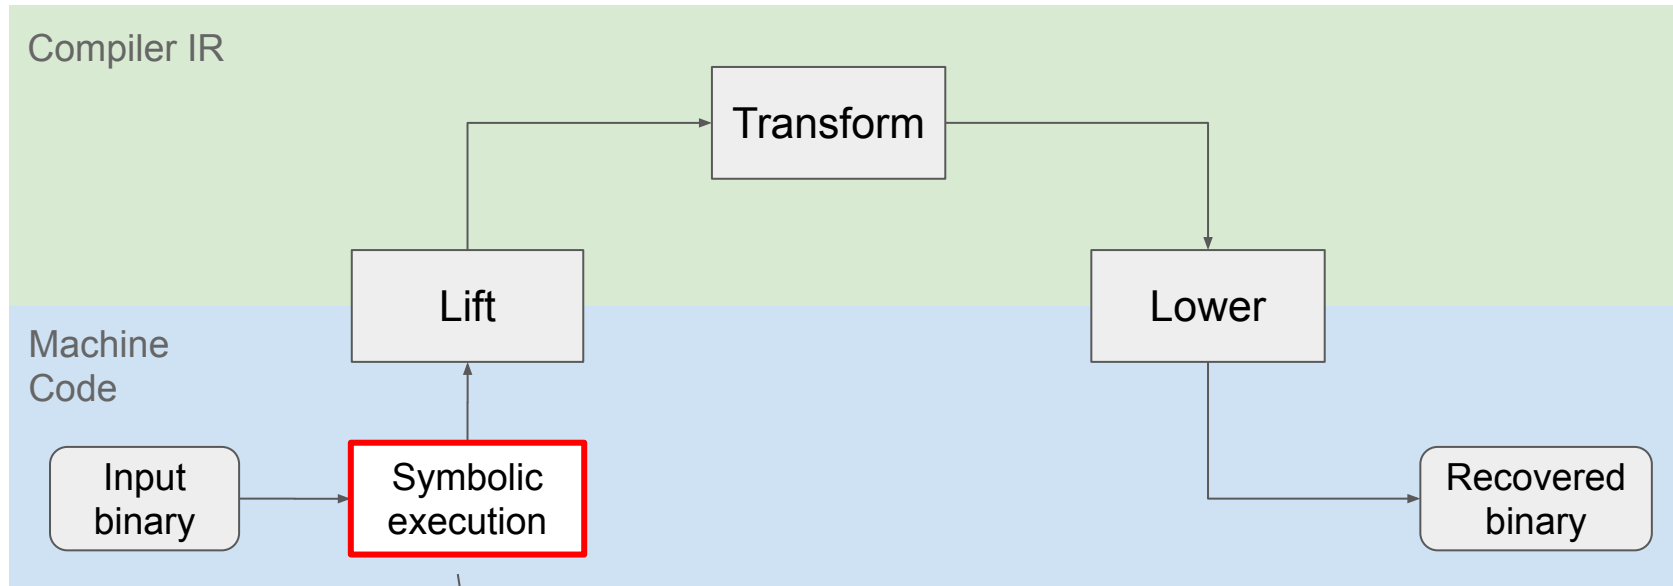 Compiler IR
Transform
Lift
Lower
Machine
Code
Input
binary
Symbolic
execution
Recovered
binary